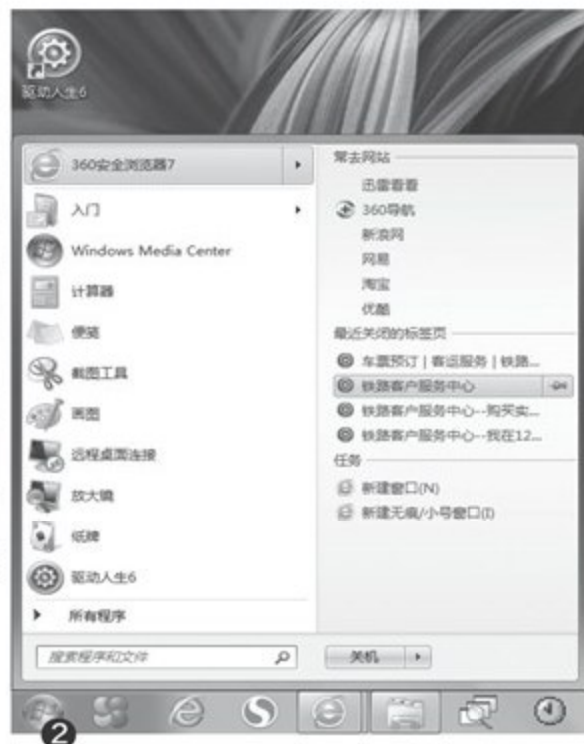 驱动人生6
360安全浏览器7
入门
Windows Media Center
计算器
便笺
截图工具
画图
远程桌面连接
放大镜
纸牌
驱动人生6
所有程序
搜索程序和文件
常去网站
迅雷看看
360导航
新浪网
网易
淘宝
优酷
最近关闭的标签页
车票预订 | 客运服务 | 铁路...
铁路客户服务中心
铁路客户服务中心--购买卖...
铁路客户服务中心--我在12...
任务
新建窗口(N)
新建无痕/小号窗口(I)
关机
2